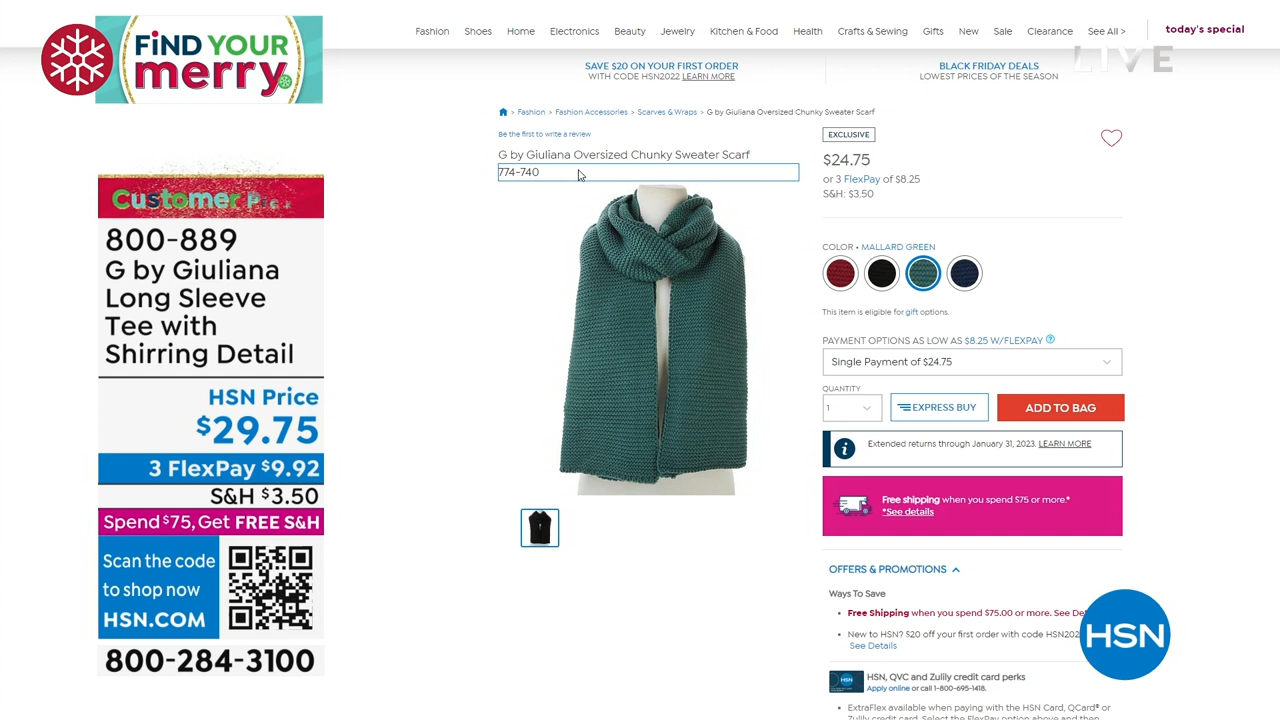 FiND YOUR
merry
Fashion Shoes Home Electronics Beauty Jewelry Kitchen & Food Health Crafts & Sewing Gifts New Sale Clearance See All > today's special
LIVE
SAVE $20 ON YOUR FIRST ORDER
WITH CODE HSN2022 LEARN MORE
BLACK FRIDAY DEALS
LOWEST PRICES OF THE SEASON
> Fashion > Fashion Accessories > Scarves & Wraps > G by Giuliana Oversized Chunky Sweater Scarf
Be the first to write a review
G by Giuliana Oversized Chunky Sweater Scarf
774-740
EXCLUSIVE
$24.75
or 3 FlexPay of $8.25
S&H: $3.50
COLOR • MALLARD GREEN
This item is eligible for gift options.
PAYMENT OPTIONS AS LOW AS $8.25 W/FLEXPAY ?
Single Payment of $24.75
QUANTITY
1
EXPRESS BUY
ADD TO BAG
i
Extended returns through January 31, 2023. LEARN MORE
Free shipping when you spend $75 or more.*
*See details
OFFERS & PROMOTIONS
Ways To Save
• Free Shipping when you spend $75.00 or more. See
• New to HSN? $20 off your first order with code
See Details
HSN, QVC and Zulily credit card perks
Apply online or call 1-800-695-1418.
• ExtraFlex available when paying with the HSN Card, QCard® or
Zulily credit card. Select the FlexPay option above and then
Customer Pick
800-889
G by Giuliana
Long Sleeve
Tee with
Shirring Detail
HSN Price
$29.75
3 FlexPay $9.92
S&H $3.50
Spend $75, Get FREE S&H
Scan the code
to shop now
HSN.COM
800-284-3100
HSN